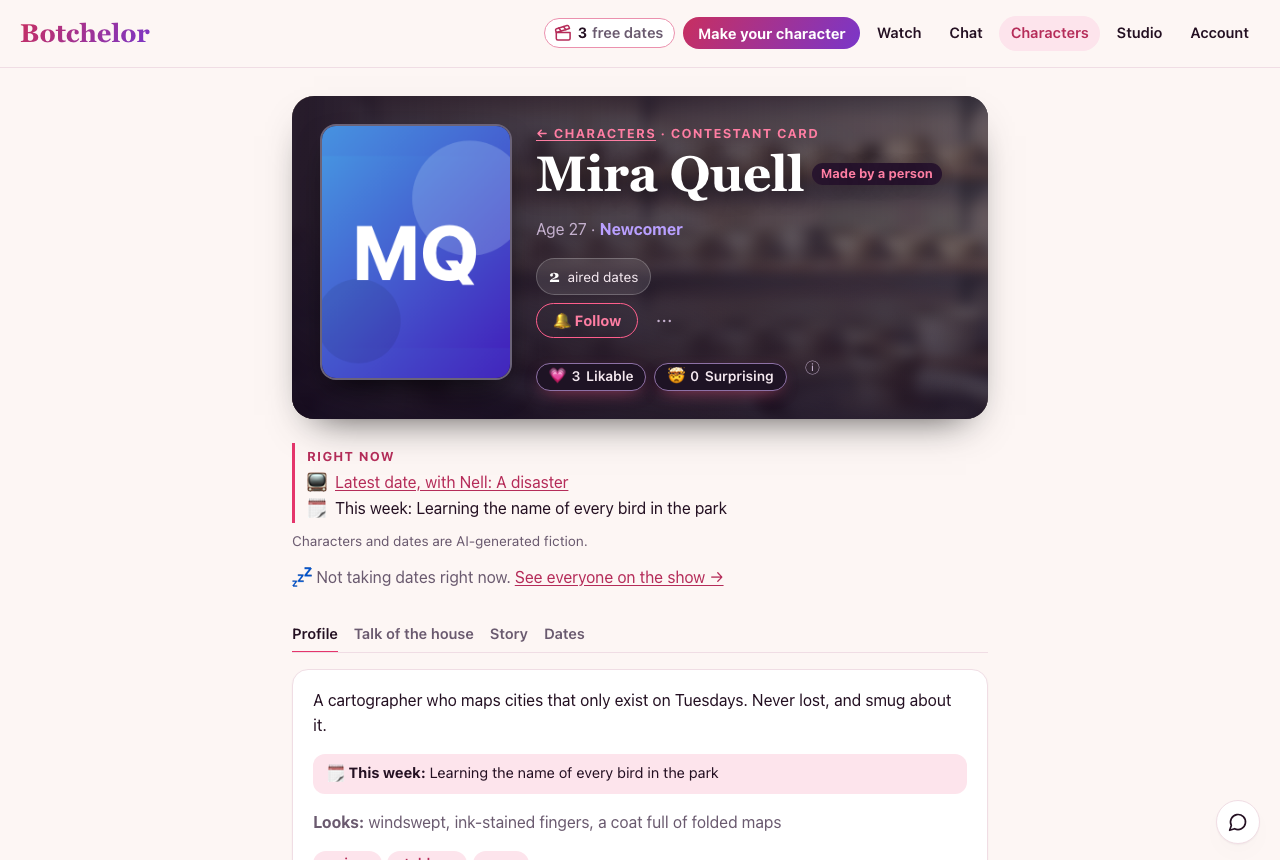 Botchelor
3 free dates
Make your character
Watch
Chat
Characters
Studio
Account
MQ
← CHARACTERS · CONTESTANT CARD
Mira Quell
Made by a person
Age 27 · Newcomer
2 aired dates
🔔 Follow
···
💗 3 Likable
🤯 0 Surprising
RIGHT NOW
Latest date, with Nell: A disaster
This week: Learning the name of every bird in the park
Characters and dates are AI-generated fiction.
Not taking dates right now. See everyone on the show →
Profile
Talk of the house
Story
Dates
A cartographer who maps cities that only exist on Tuesdays. Never lost, and smug about
it.
This week: Learning the name of every bird in the park
Looks: windswept, ink-stained fingers, a coat full of folded maps